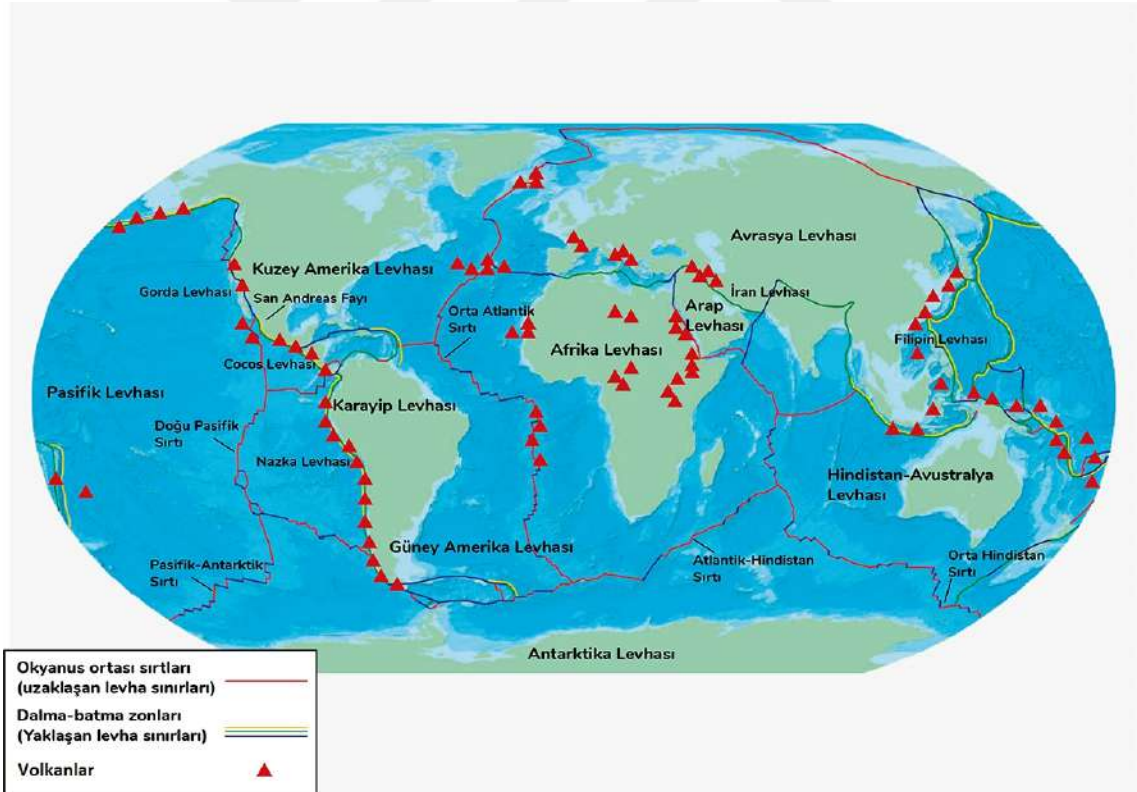 Avrasya Levhası
Kuzey Amerika Levhası
Gorda Levhası
San Andreas Fayı
İran Levhası
Arap
Levhası
Orta Atlantik
Sırtı
Afrika Levhası
Filipin Levhası
Cocos Levhası
Pasifik Levhası
Karayip Levhası
Doğu Pasifik
Sırtı
Nazka Levhası
Hindistan-Avustralya
Levhası
Güney Amerika Levhası
Pasifik-Antarktik
Sırtı
Atlantik-Hindistan
Sırtı
Orta Hindistan
Sırtı
Antarktika Levhası
Okyanus ortası sırtları
(uzaklaşan levha sınırları)
Dalma-batma zonları
(Yaklaşan levha sınırları)
Volkanlar